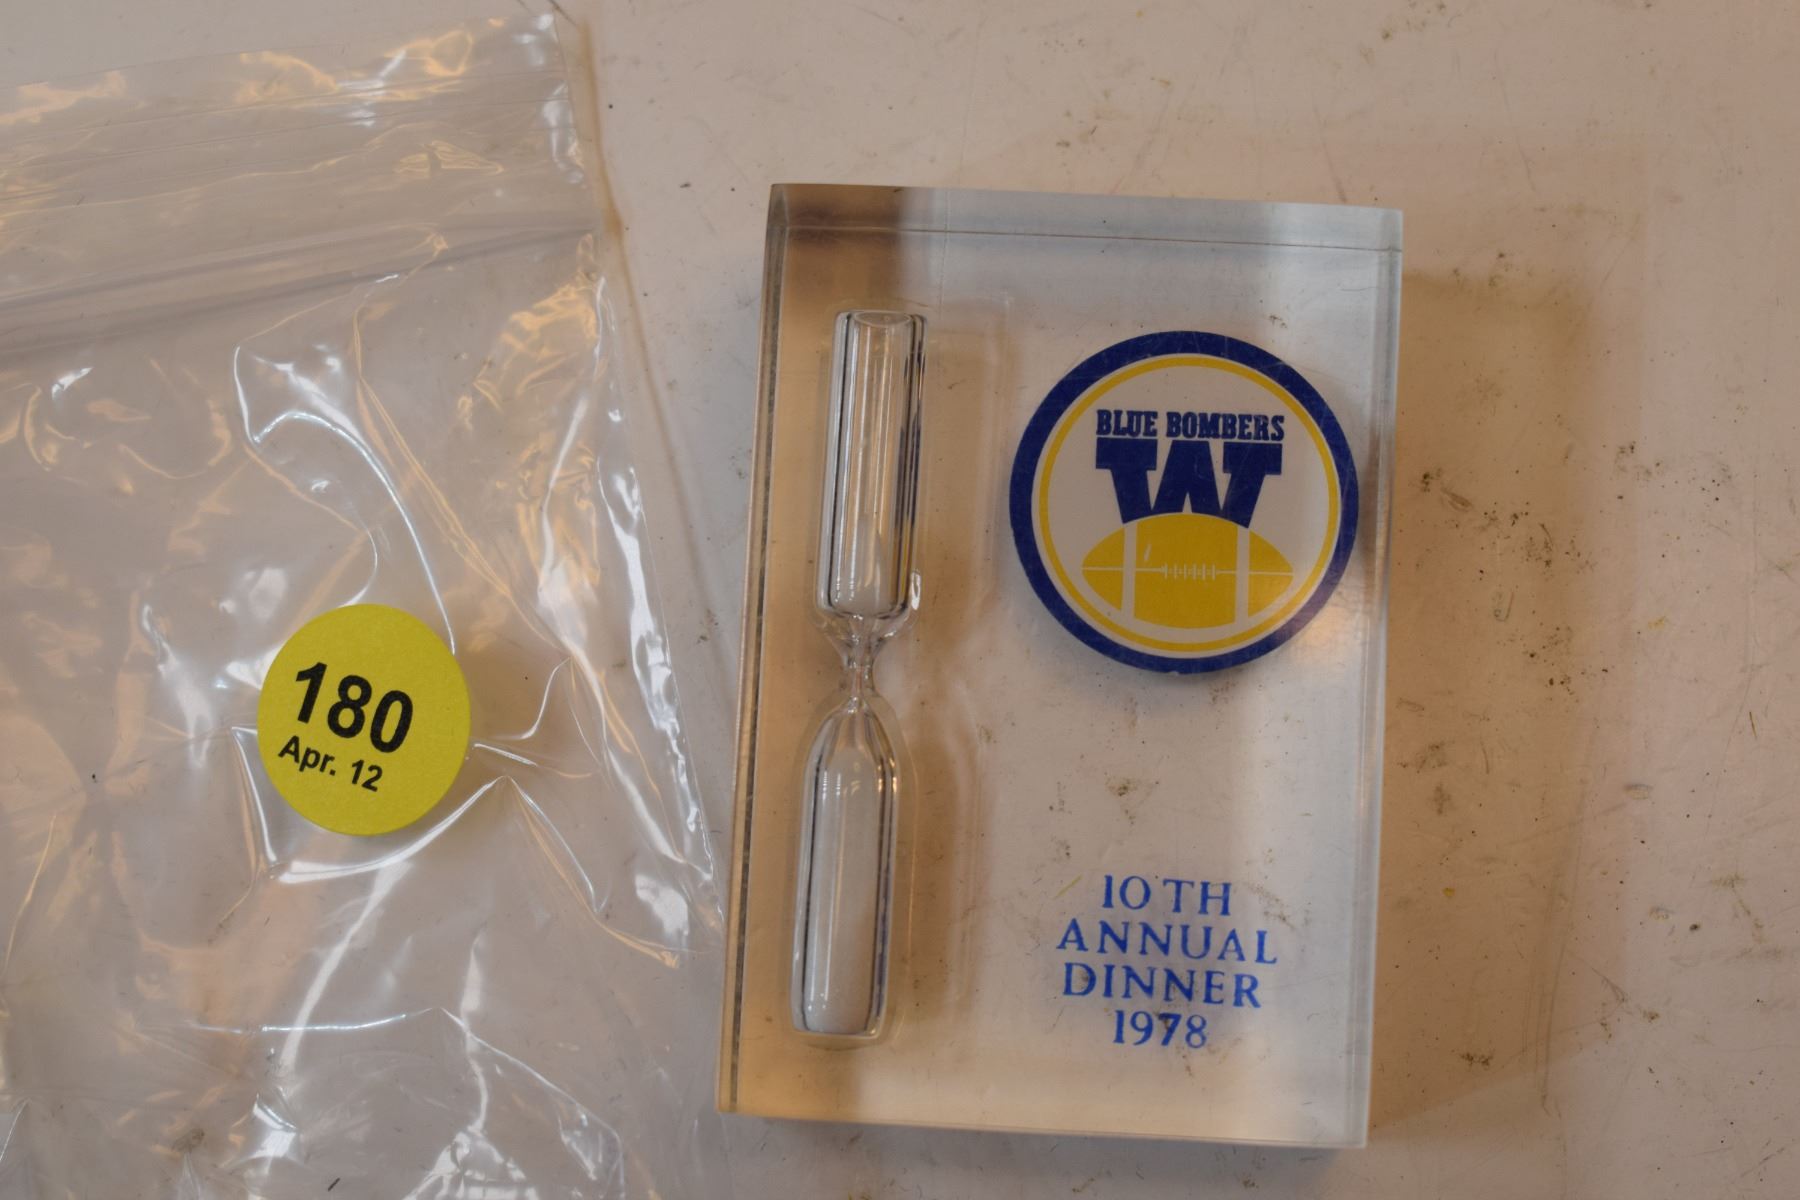 180
Apr. 12
BLUE BOMBERS
W
10TH
ANNUAL
DINNER
1978